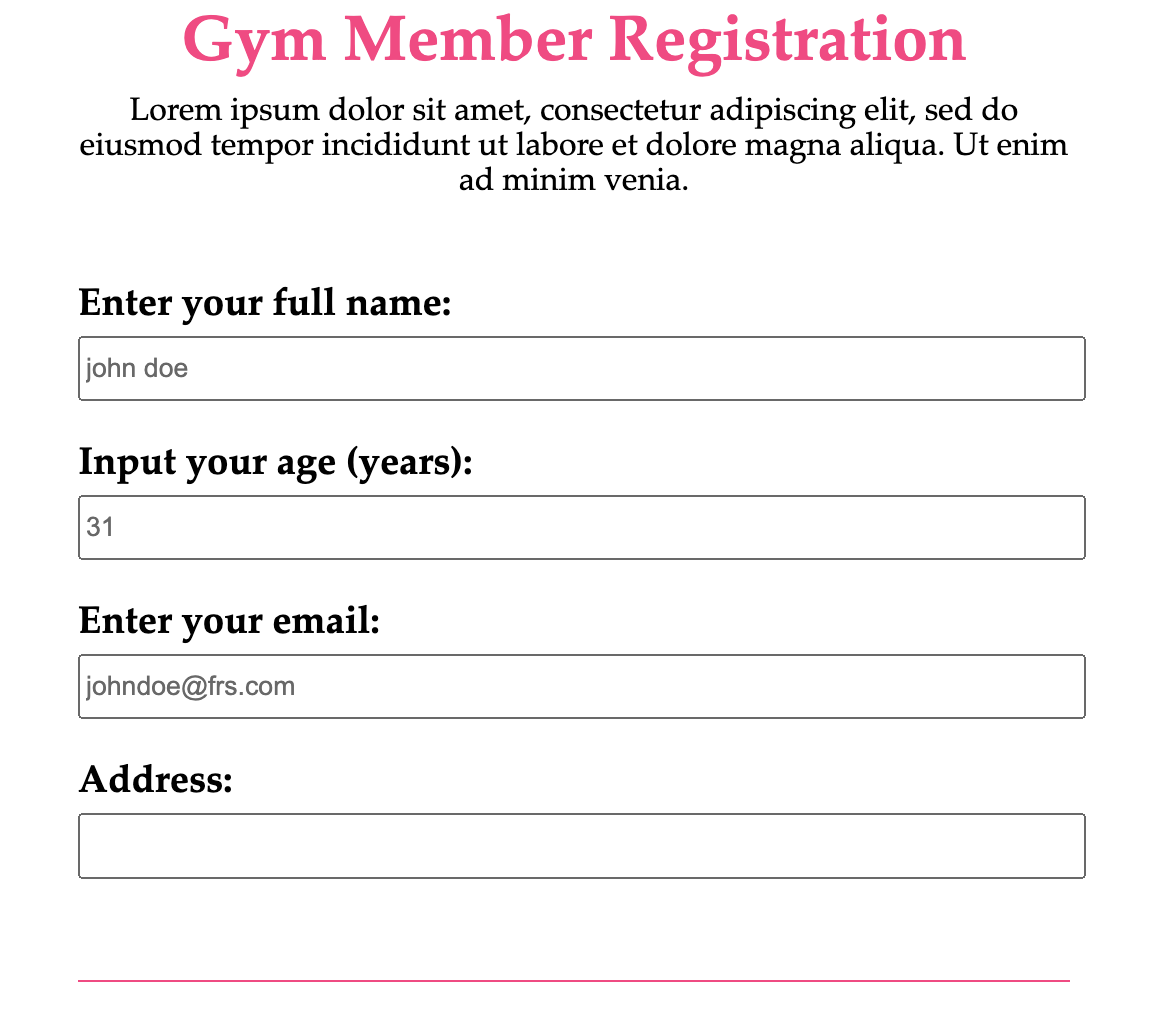 Gym Member Registration
Lorem ipsum dolor sit amet, consectetur adipiscing elit, sed do
eiusmod tempor incididunt ut labore et dolore magna aliqua. Ut enim
ad minim venia.
Enter your full name:
john doe
Input your age (years):
31
Enter your email:
johndoe@frs.com
Address: